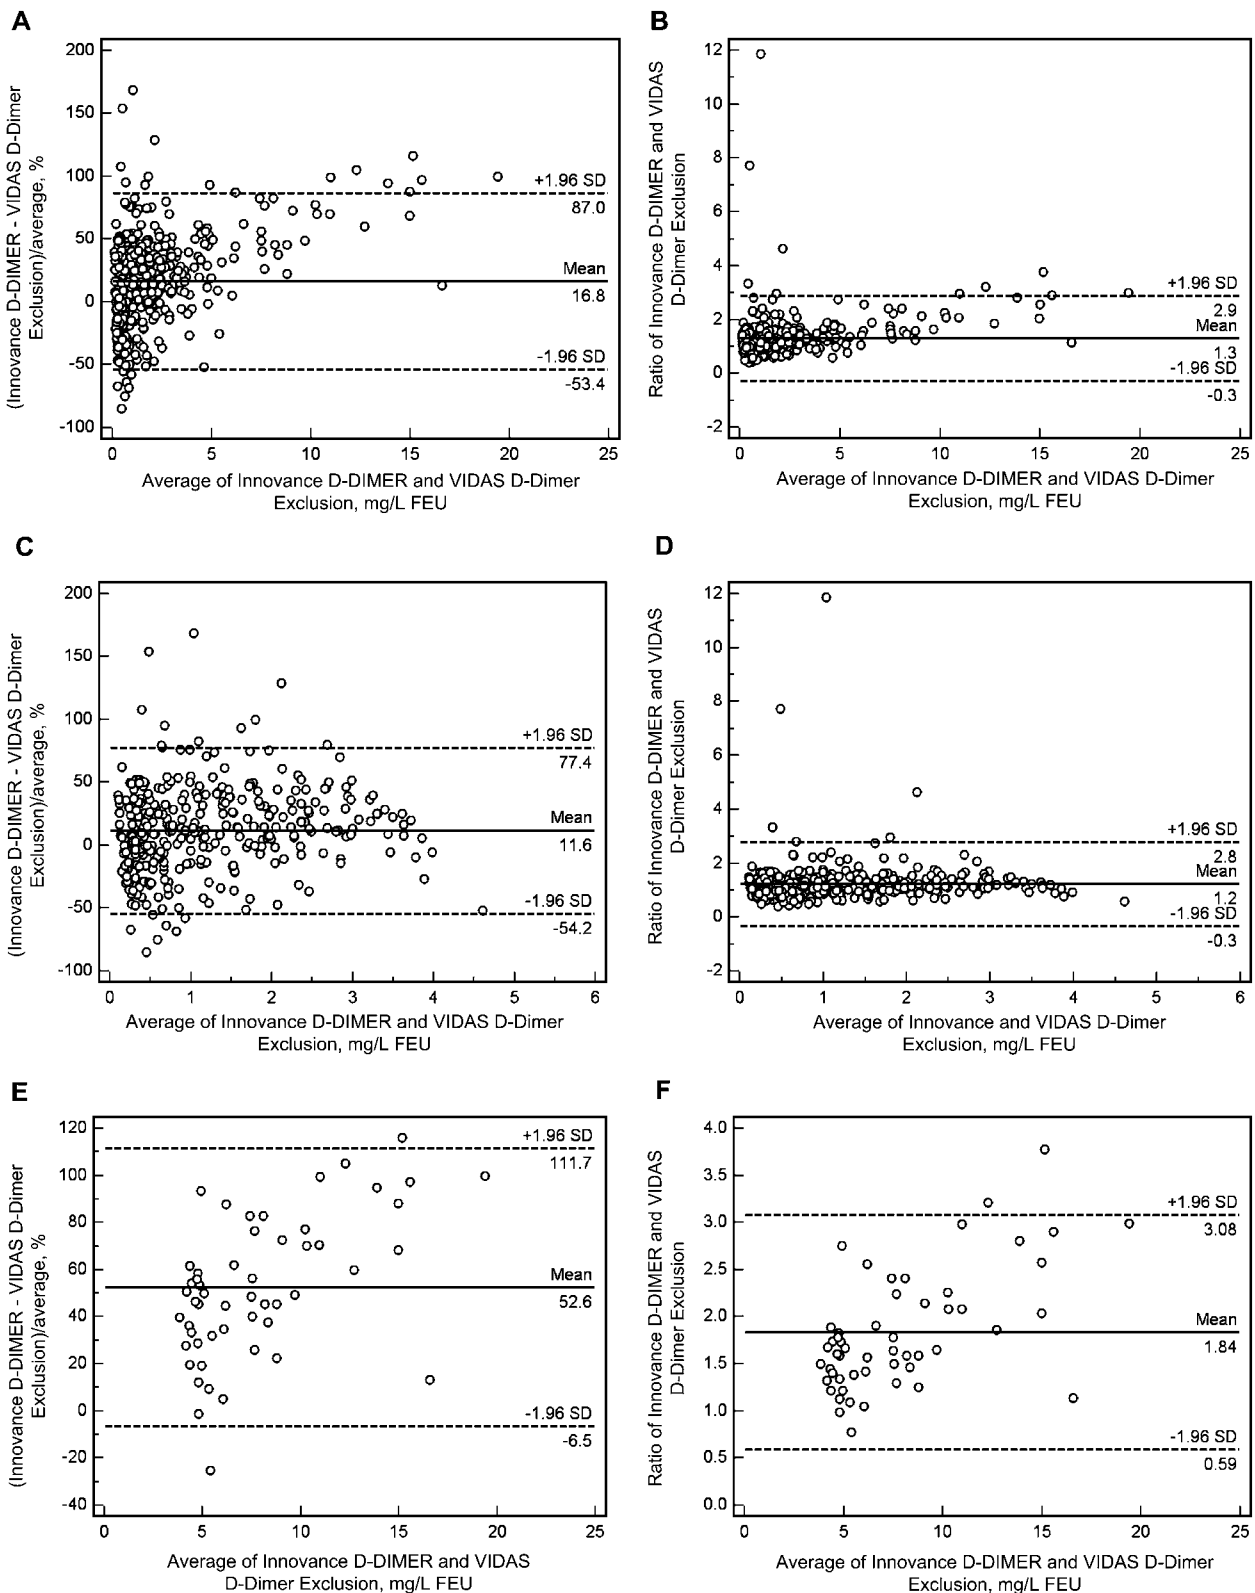 A
(Innovance D-DIMER - VIDAS D-Dimer
Exclusion)/average, %
200
150
100
50
0
-50
-100
+1.96 SD
87.0
Mean
16.8
-1.96 SD
-53.4
0 5 10 15 20 25
Average of Innovance D-DIMER and VIDAS D-Dimer
Exclusion, mg/L FEU
B
Ratio of Innovance D-DIMER and VIDAS
D-Dimer Exclusion
12
10
8
6
4
2
0
-2
+1.96 SD
2.9
Mean
1.3
-1.96 SD
-0.3
0 5 10 15 20 25
Average of Innovance D-DIMER and VIDAS D-Dimer
Exclusion, mg/L FEU
C
(Innovance D-DIMER - VIDAS D-Dimer
Exclusion)/average, %
200
150
100
50
0
-50
-100
+1.96 SD
77.4
Mean
11.6
-1.96 SD
-54.2
0 1 2 3 4 5 6
Average of Innovance D-DIMER and VIDAS D-Dimer
Exclusion, mg/L FEU
D
Ratio of Innovance D-DIMER and VIDAS
D-Dimer Exclusion
12
10
8
6
4
2
0
-2
+1.96 SD
2.8
Mean
1.2
-1.96 SD
-0.3
0 1 2 3 4 5 6
Average of Innovance and VIDAS D-Dimer
Exclusion, mg/L FEU
E
(Innovance D-DIMER - VIDAS D-Dimer
Exclusion)/average, %
120
100
80
60
40
20
0
-20
-40
+1.96 SD
111.7
Mean
52.6
-1.96 SD
-6.5
0 5 10 15 20 25
Average of Innovance D-DIMER and VIDAS
D-Dimer Exclusion, mg/L FEU
F
Ratio of Innovance D-DIMER and VIDAS
D-Dimer Exclusion
4.0
3.5
3.0
2.5
2.0
1.5
1.0
0.5
0.0
+1.96 SD
3.08
Mean
1.84
-1.96 SD
0.59
0 5 10 15 20 25
Average of Innovance D-DIMER and VIDAS D-Dimer
Exclusion, mg/L FEU